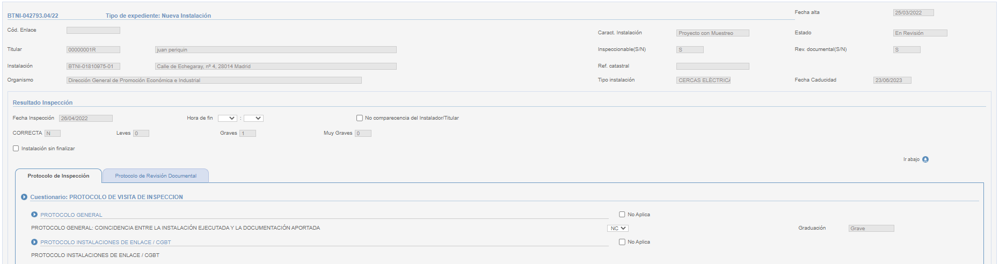 BTNI-042793.04/22 Tipo de expediente: Nueva Instalación Fecha alta 25/03/2022
Cód. Enlace Caract. Instalación Proyecto con Muestreo Estado En Revisión
Titular 00000001R juan periquin Inspeccionable(S/N) S Rev. documental(S/N) S
Instalación BTNI-01810975-01 Calle de Echegaray, nº 4, 28014 Madrid Ref. catastral
Organismo Dirección General de Promoción Económica e Industrial Tipo instalación CERCAS ELÉCTRICA Fecha Caducidad 23/06/2023
Resultado Inspección
Fecha Inspección 26/04/2022 Hora de fin : No comparecencia del Instalador/Titular
CORRECTA N Leves 0 Graves 1 Muy Graves 0
Instalación sin finalizar
Ir abajo
Protocolo de Inspección Protocolo de Revisión Documental
Cuestionario: PROTOCOLO DE VISITA DE INSPECCION
PROTOCOLO GENERAL No Aplica
PROTOCOLO GENERAL: COINCIDENCIA ENTRE LA INSTALACIÓN EJECUTADA Y LA DOCUMENTACIÓN APORTADA NC Graduación Grave
PROTOCOLO INSTALACIONES DE ENLACE / CGBT No Aplica
PROTOCOLO INSTALACIONES DE ENLACE / CGBT